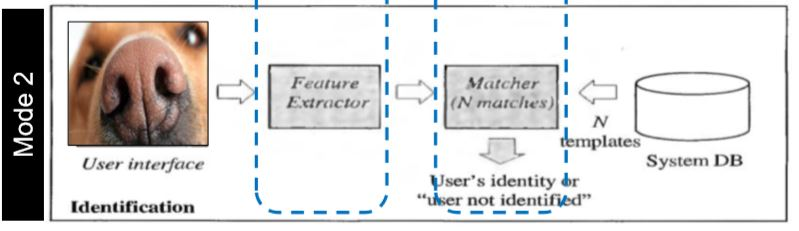 Mode 2
Feature
Extractor
Matcher
(N matches)
N
templates
User interface
System DB
User's identity or
"user not identified"
Identification